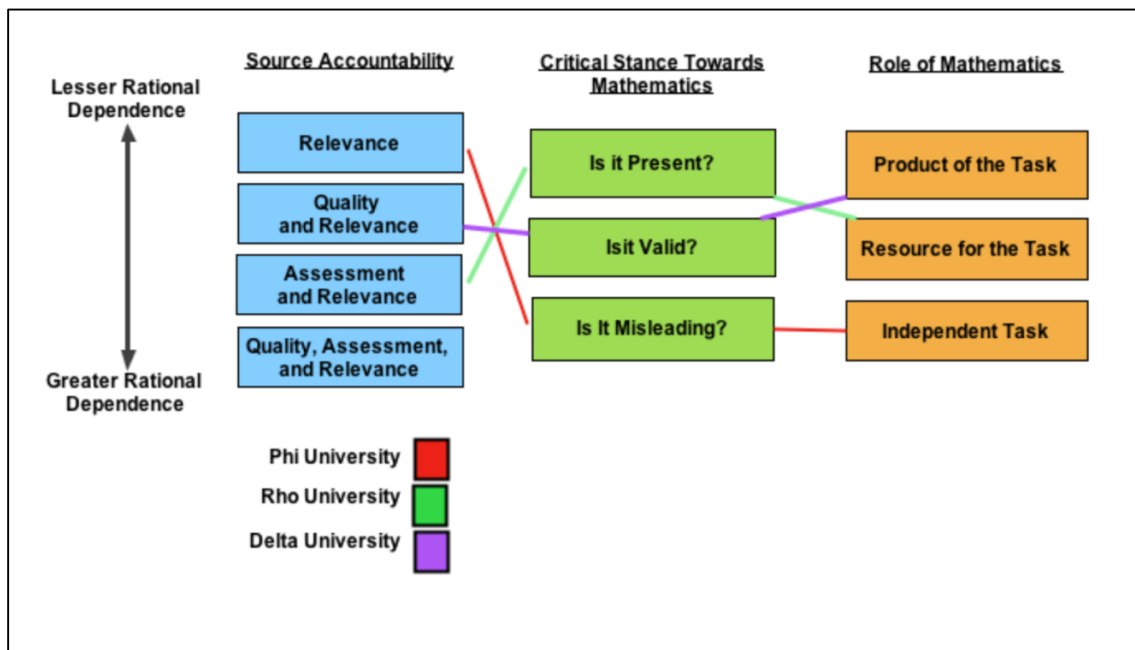 Source Accountability
Critical Stance Towards
Mathematics
Role of Mathematics
Lesser Rational
Dependence
Greater Rational
Dependence
Relevance
Quality
and Relevance
Assessment
and Relevance
Quality, Assessment,
and Relevance
Is it Present?
Isit Valid?
Is It Misleading?
Product of the Task
Resource for the Task
Independent Task
Phi University
Rho University
Delta University